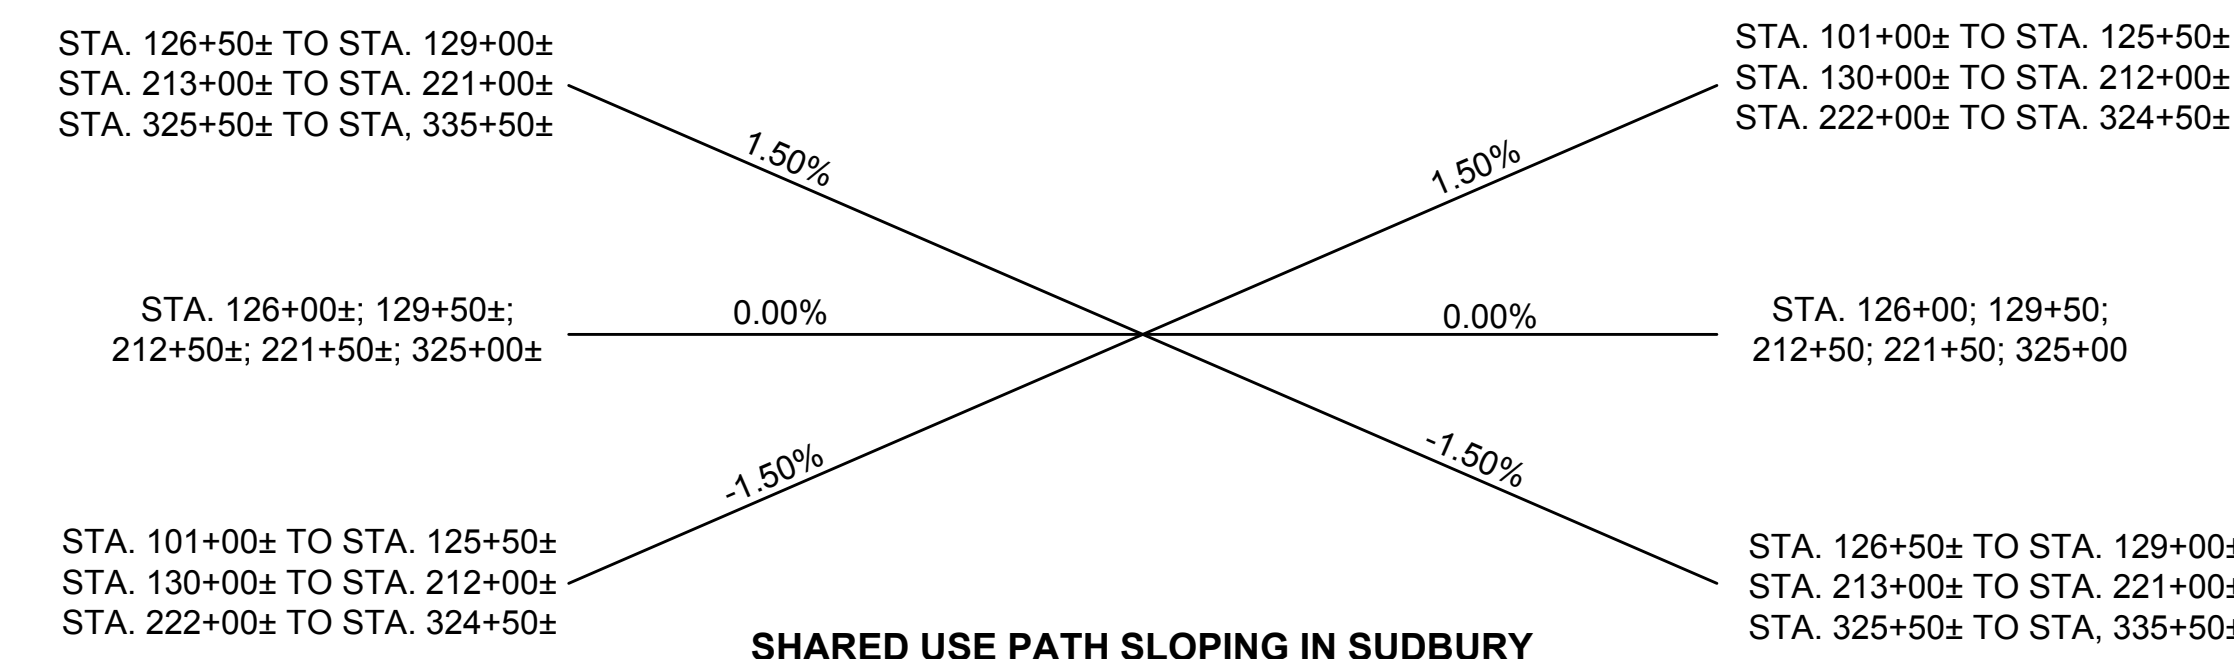 STA. 126+50± TO STA. 129+00±
STA. 213+00± TO STA. 221+00±
STA. 325+50± TO STA, 335+50±
STA. 101+00± TO STA. 125+50±
STA. 130+00± TO STA. 212+00±
STA. 222+00± TO STA. 324+50±
1.50%
1.50%
STA. 126+00±; 129+50±;
212+50±; 221+50±; 325+00±
0.00%
0.00%
STA. 126+00; 129+50;
212+50; 221+50; 325+00
-1.50%
-1.50%
STA. 101+00± TO STA. 125+50±
STA. 130+00± TO STA. 212+00±
STA. 222+00± TO STA. 324+50±
STA. 126+50± TO STA. 129+00±
STA. 213+00± TO STA. 221+00±
STA. 325+50± TO STA, 335+50±
SHARED USE PATH SLOPING IN SUDBURY